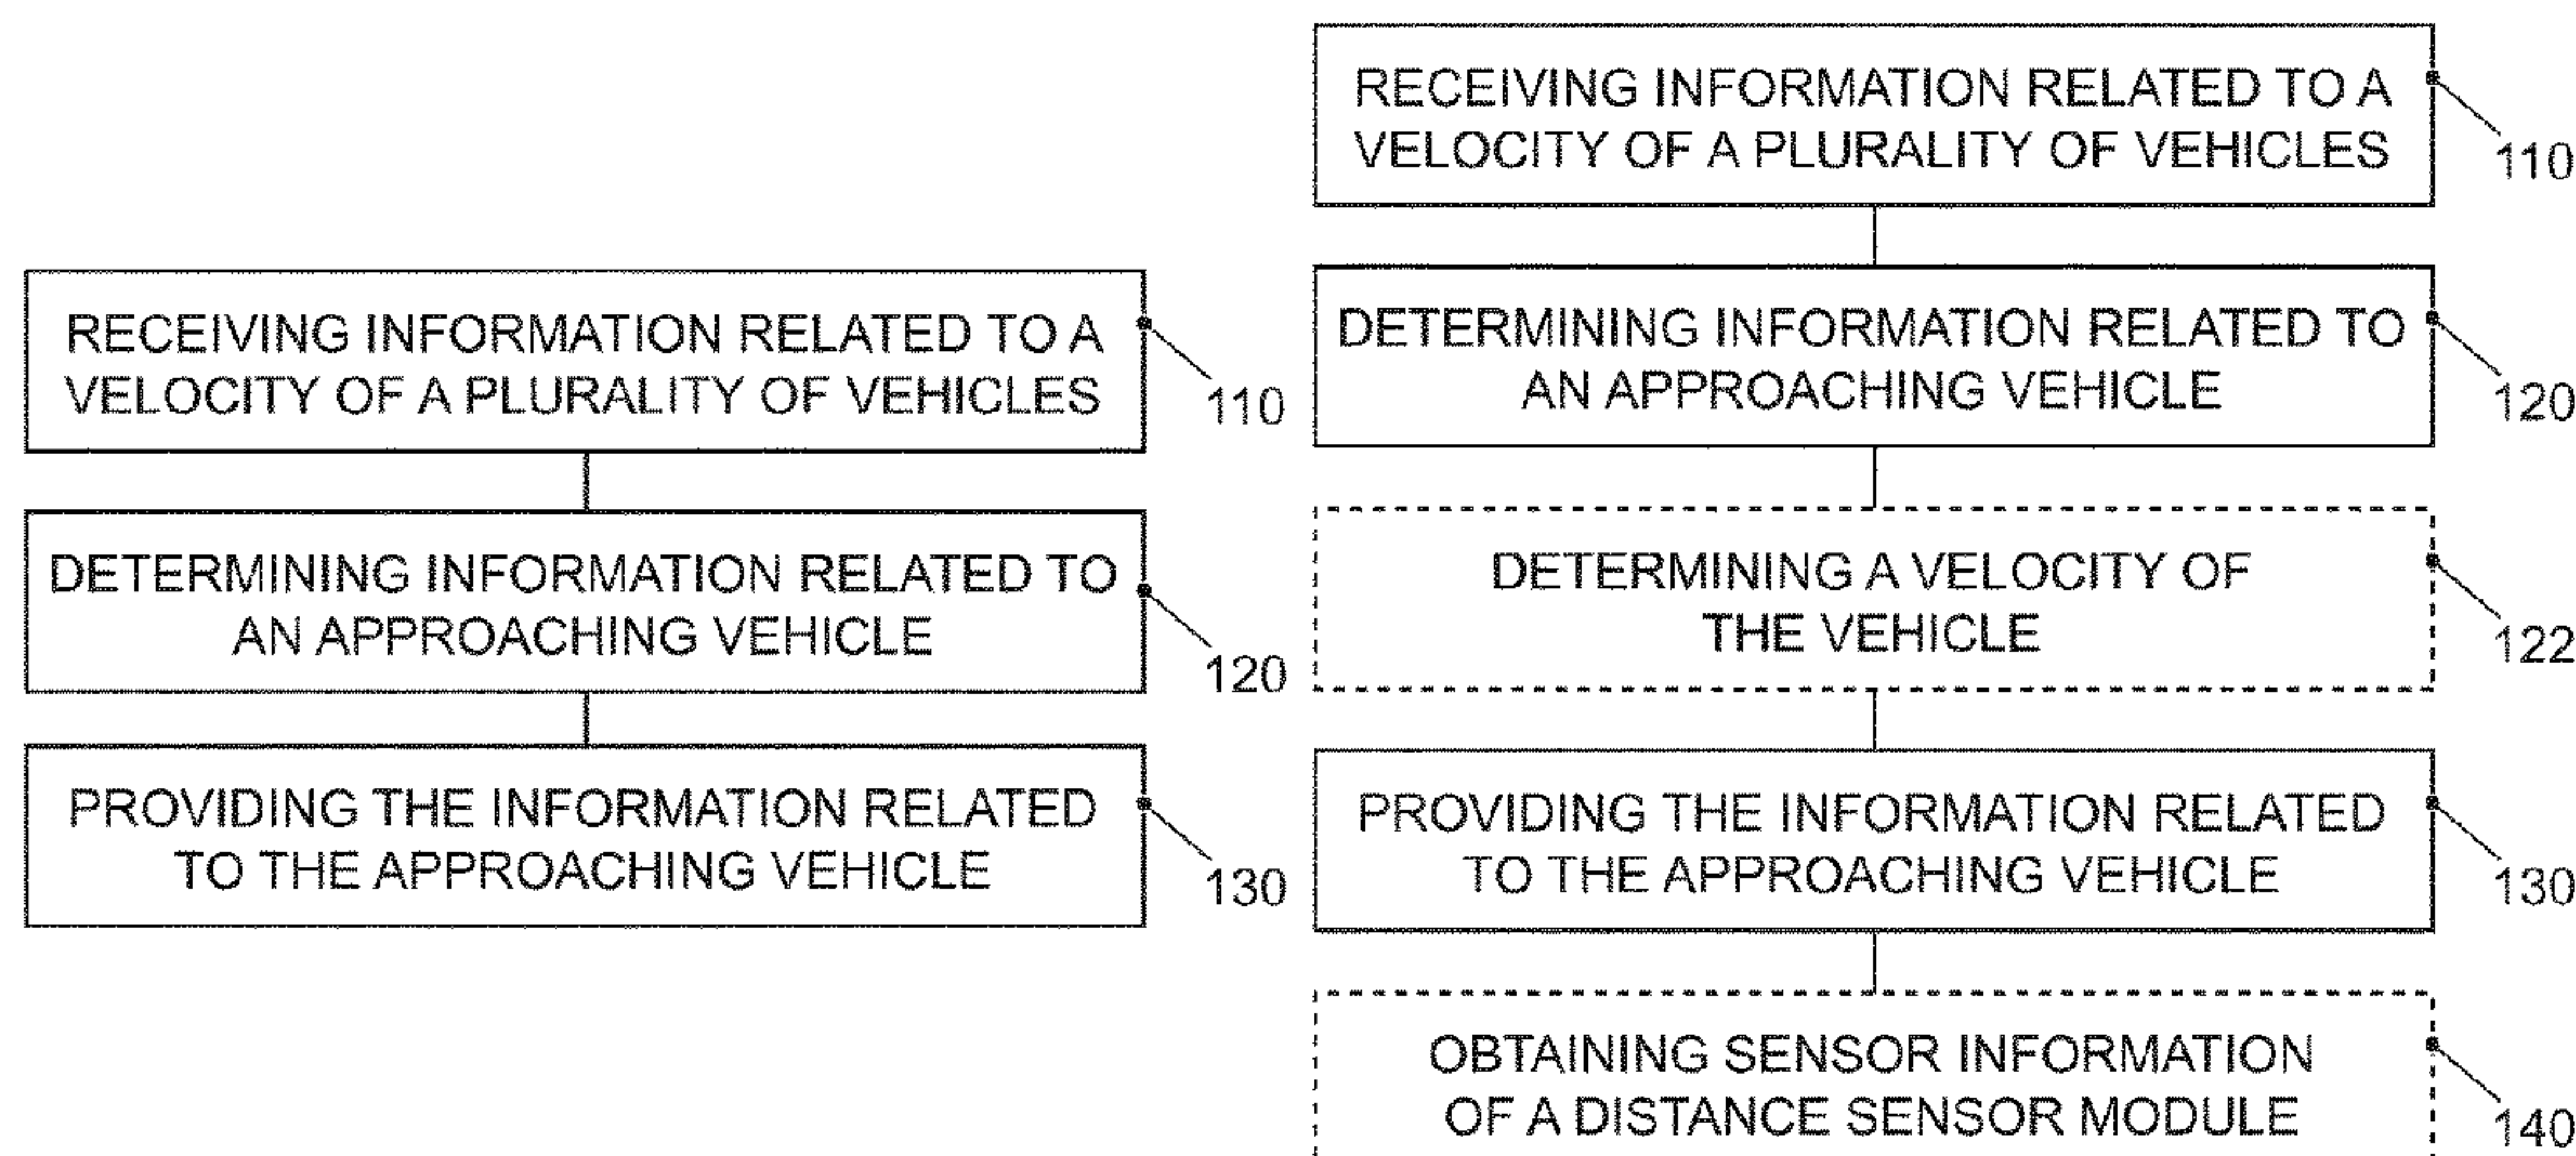 RECEIVING INFORMATION RELATED TO A
VELOCITY OF A PLURALITY OF VEHICLES
110
DETERMINING INFORMATION RELATED TO
AN APPROACHING VEHICLE
120
PROVIDING THE INFORMATION RELATED
TO THE APPROACHING VEHICLE
130
RECEIVING INFORMATION RELATED TO A
VELOCITY OF A PLURALITY OF VEHICLES
110
DETERMINING INFORMATION RELATED TO
AN APPROACHING VEHICLE
120
DETERMINING A VELOCITY OF
THE VEHICLE
122
PROVIDING THE INFORMATION RELATED
TO THE APPROACHING VEHICLE
130
OBTAINING SENSOR INFORMATION
OF A DISTANCE SENSOR MODULE
140